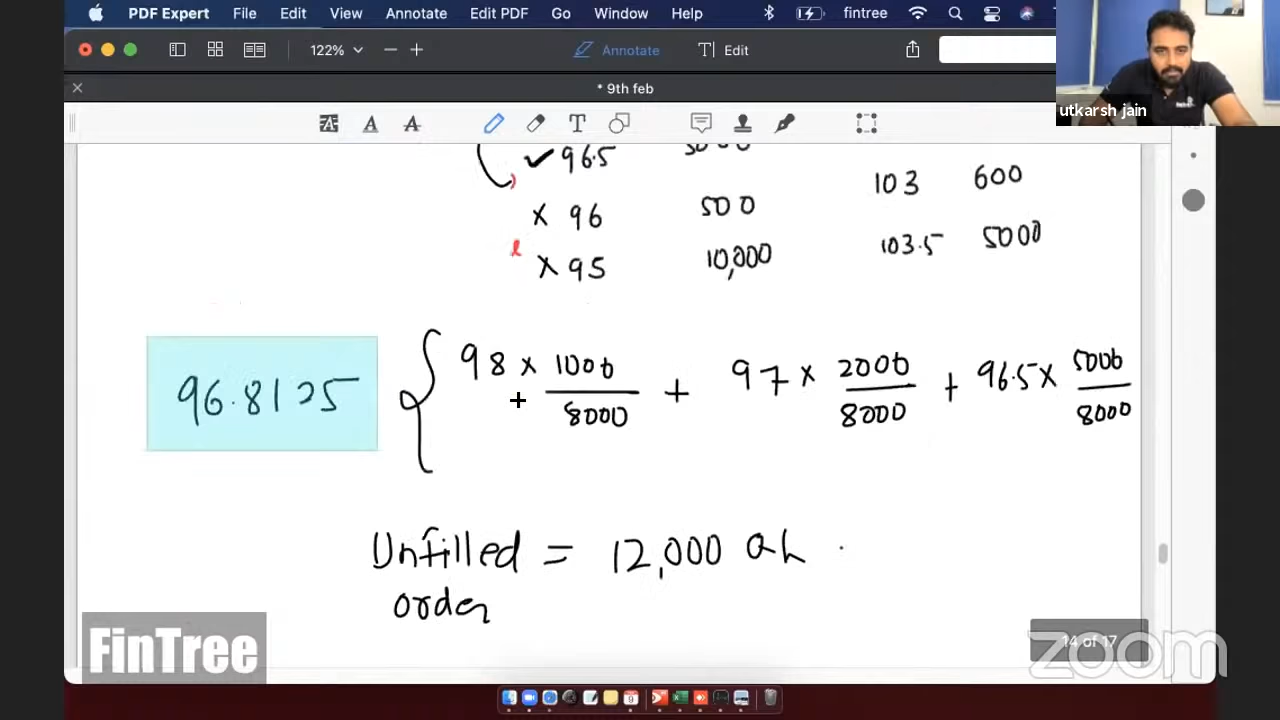 PDF Expert File Edit View Annotate Edit PDF Go Window Help fintree
122% Annotate T Edit
utkarsh jain
* 9th feb
96.5 5000
103 600
x 96 500
x 95 10,000
103.5 5000
96.8125 { 98 x 1000/8000 + 97 x 2000/8000 + 96.5 x 5000/8000
Unfilled = 12,000
order
FinTree
14 of 17
zoom